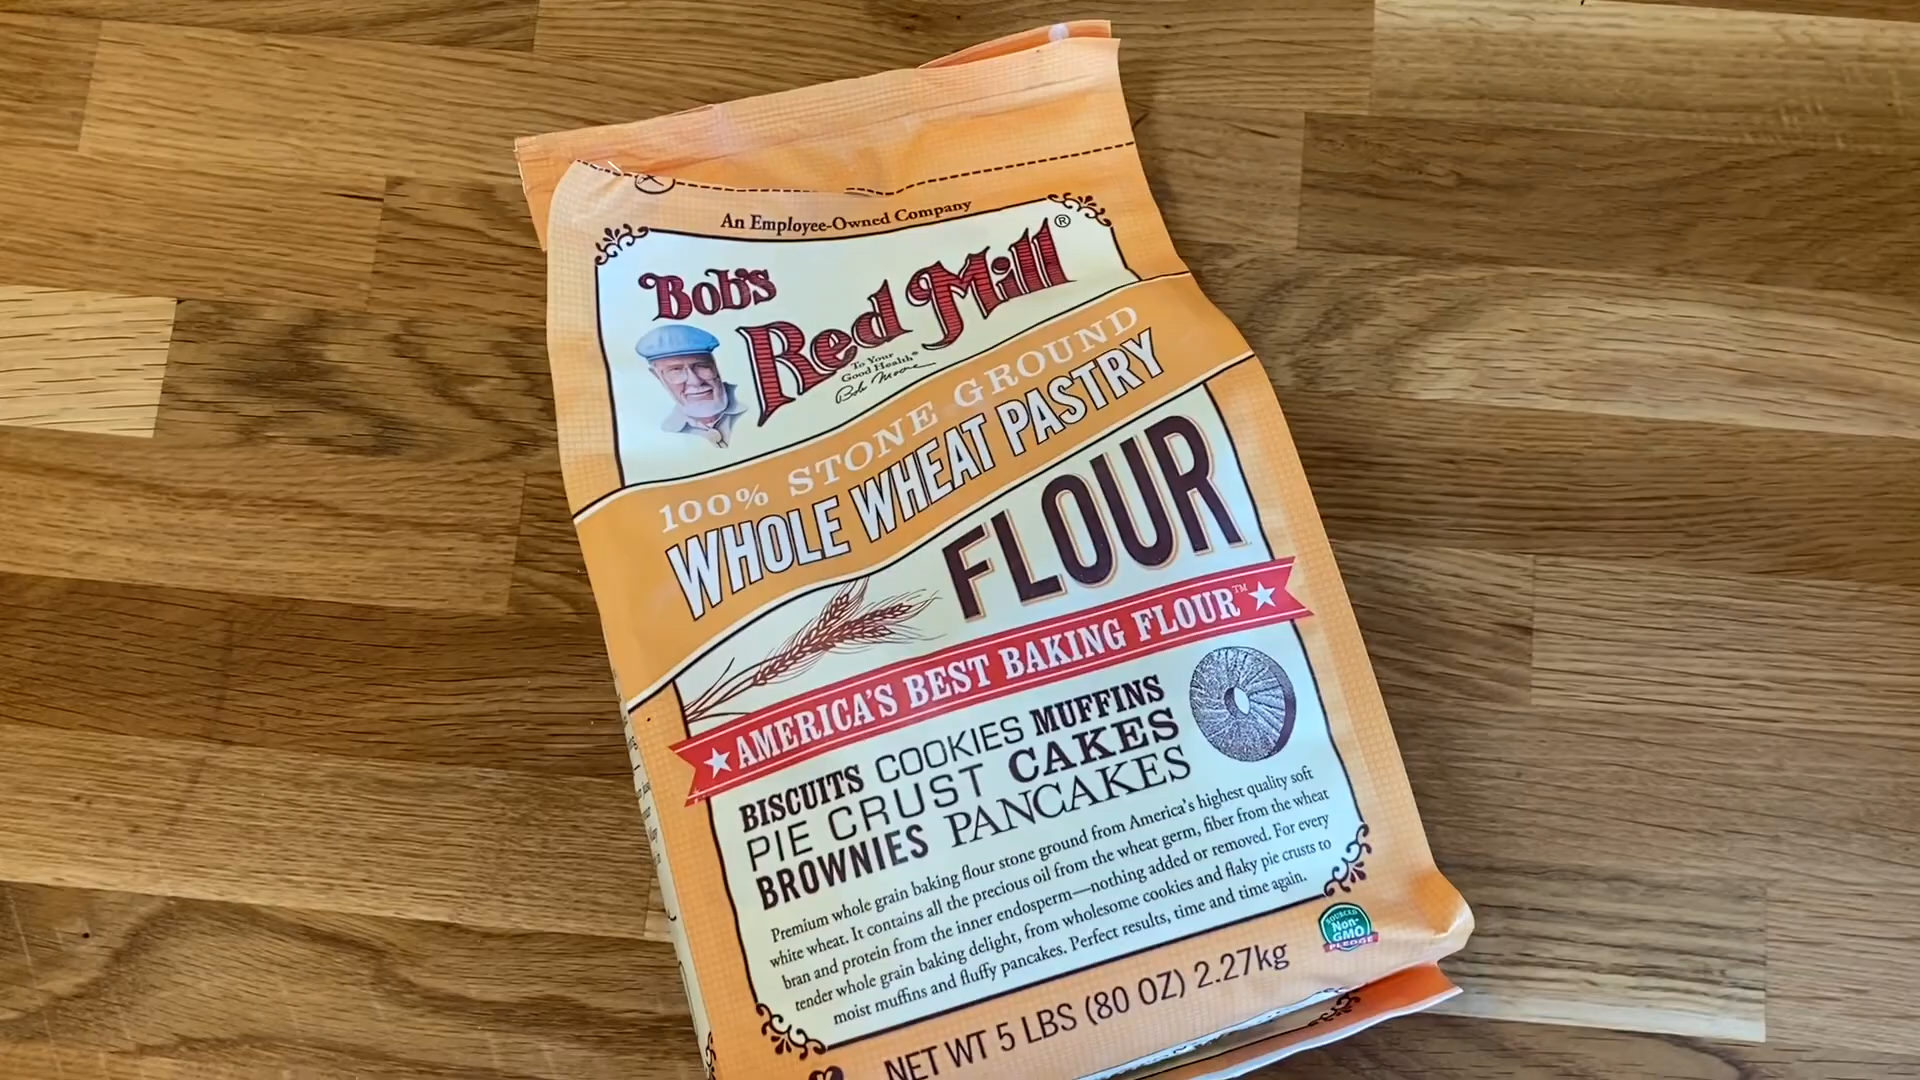 An Employee-Owned Company
Bob's
Red Mill®
To Your
Good Health®
Bob Moore
100% STONE GROUND
WHOLE WHEAT PASTRY
FLOUR
AMERICA'S BEST BAKING FLOUR™
BISCUITS COOKIES MUFFINS
PIE CRUST CAKES
BROWNIES PANCAKES
Premium whole grain baking flour stone ground from America's highest quality soft
white wheat. It contains all the precious oil from the wheat germ, fiber from the wheat
bran and protein from the inner endosperm—nothing added or removed. For every
tender whole grain baking delight, from wholesome cookies and flaky pie crusts to
moist muffins and fluffy pancakes. Perfect results, time and time again.
SOURCED
Non-
GMO
PLEDGE
NET WT 5 LBS (80 OZ) 2.27kg